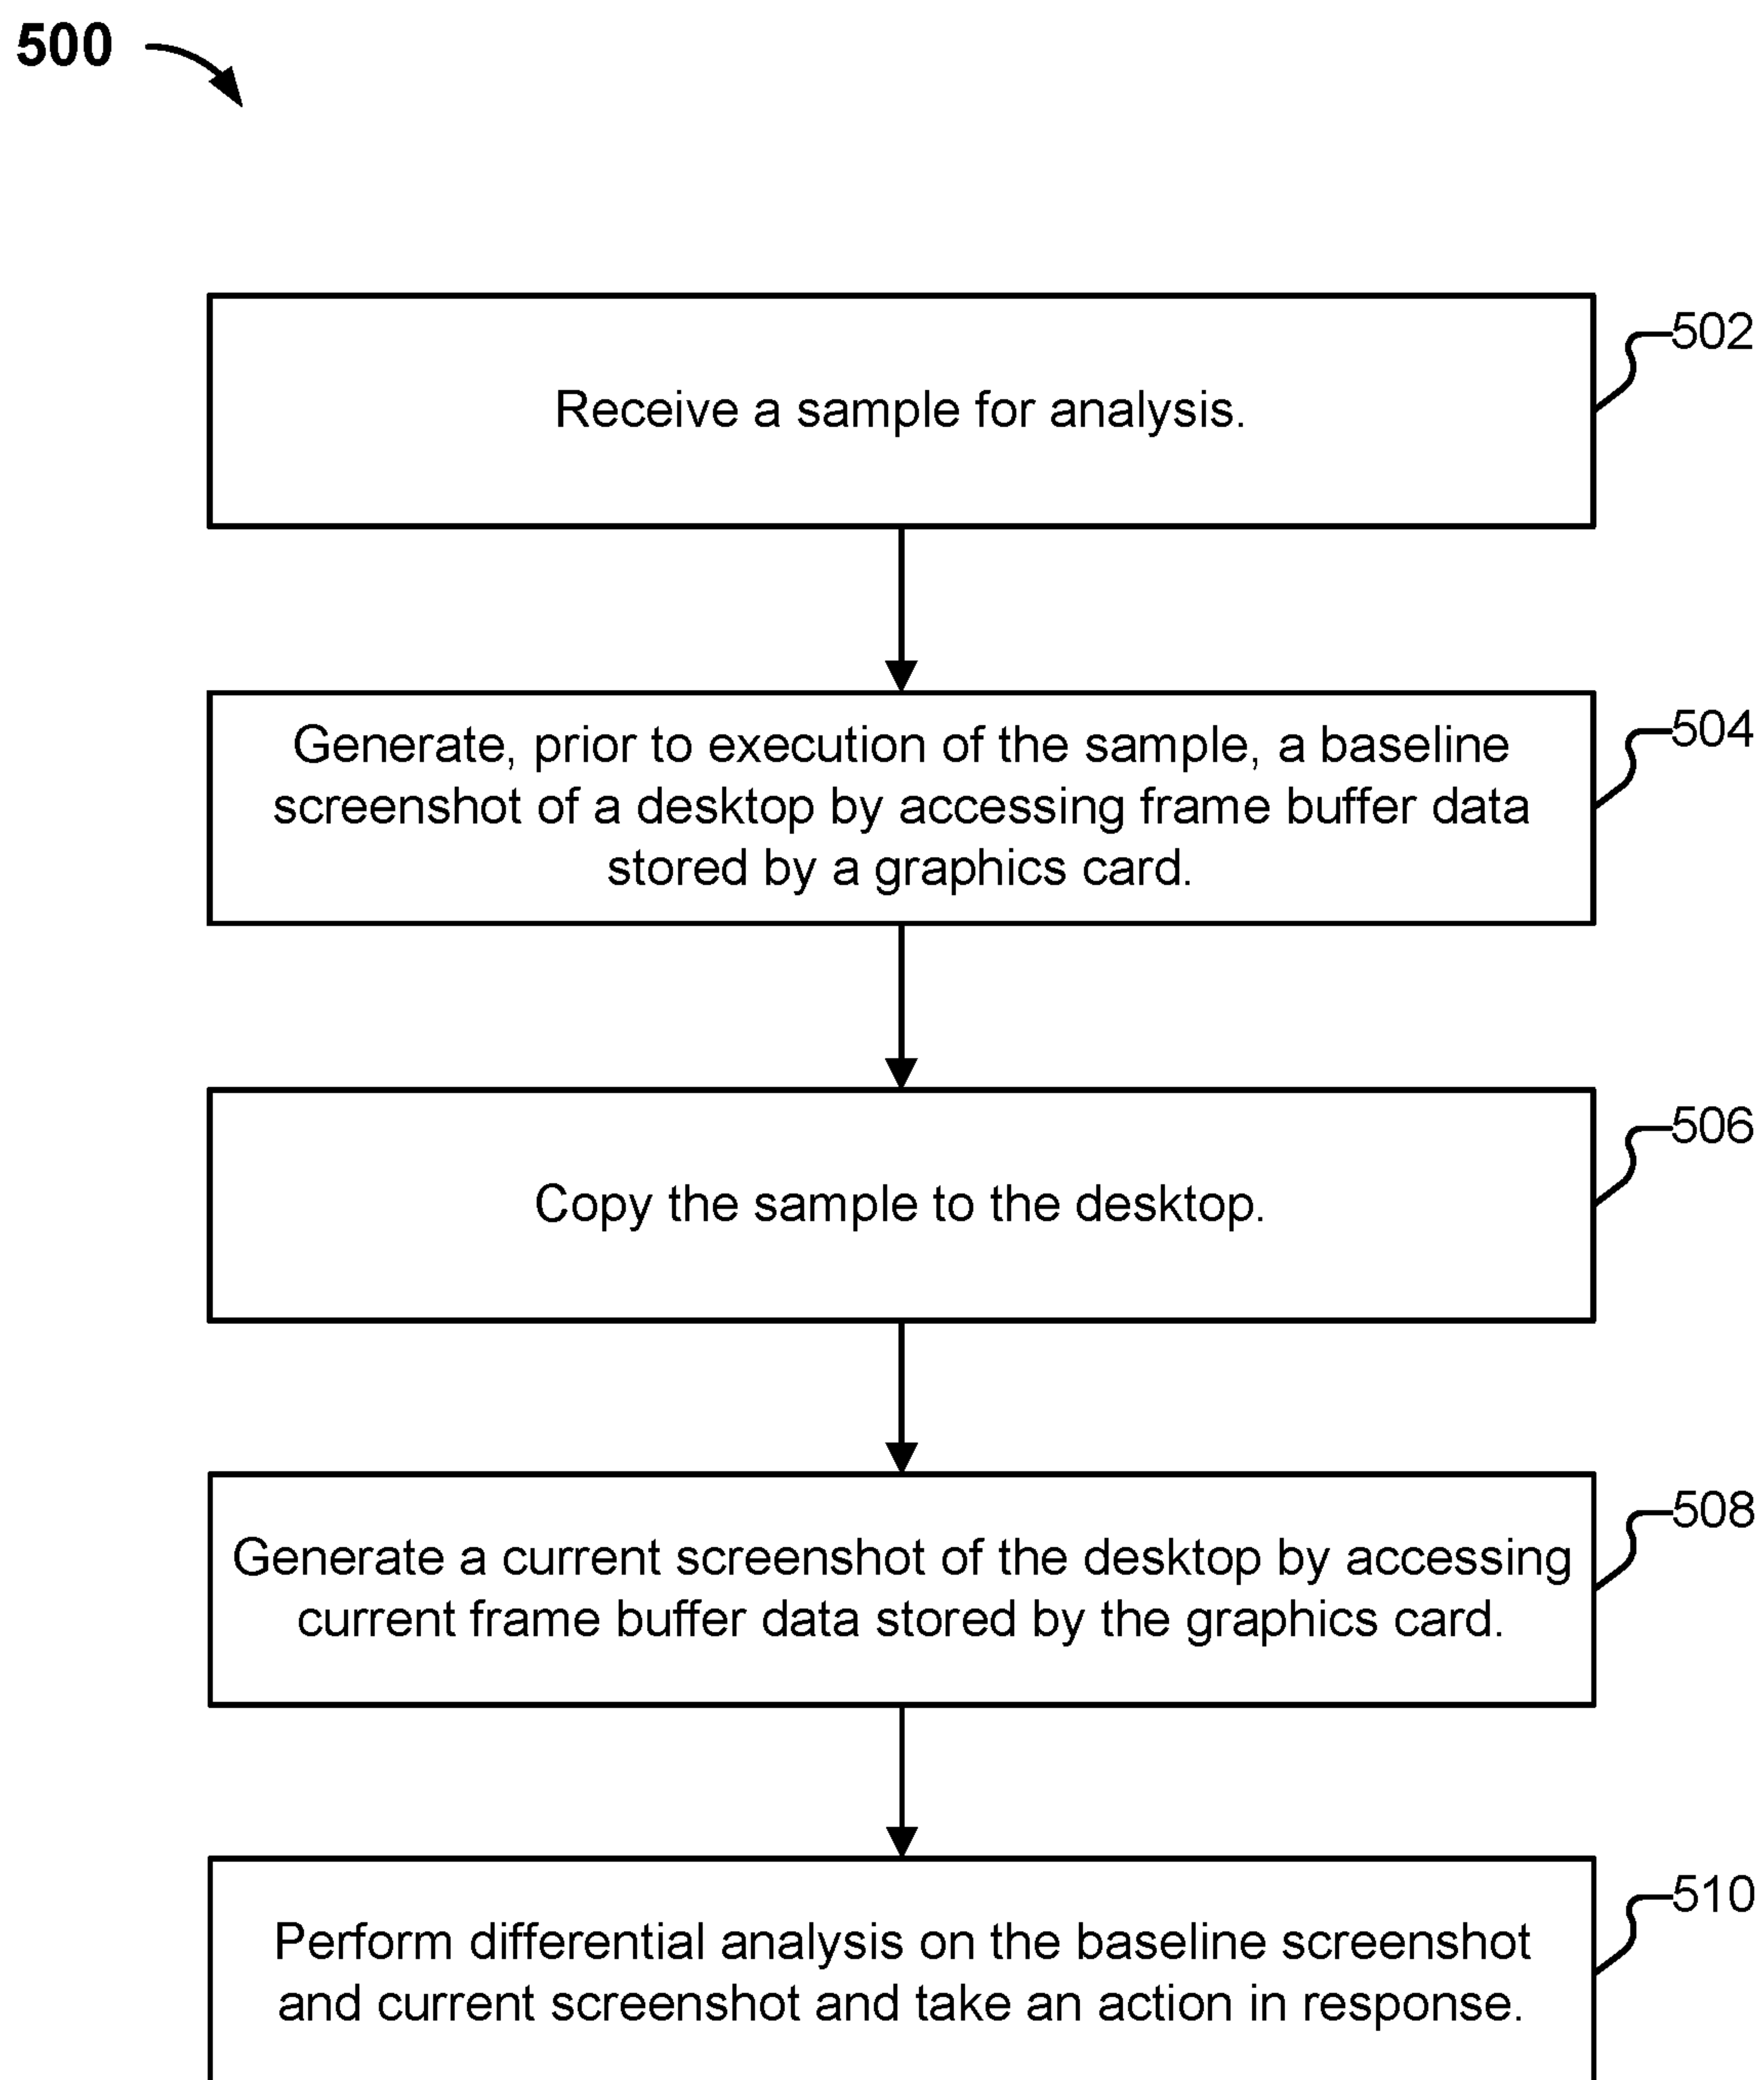 500
502
Receive a sample for analysis.
504
Generate, prior to execution of the sample, a baseline
screenshot of a desktop by accessing frame buffer data
stored by a graphics card.
506
Copy the sample to the desktop.
508
Generate a current screenshot of the desktop by accessing
current frame buffer data stored by the graphics card.
510
Perform differential analysis on the baseline screenshot
and current screenshot and take an action in response.